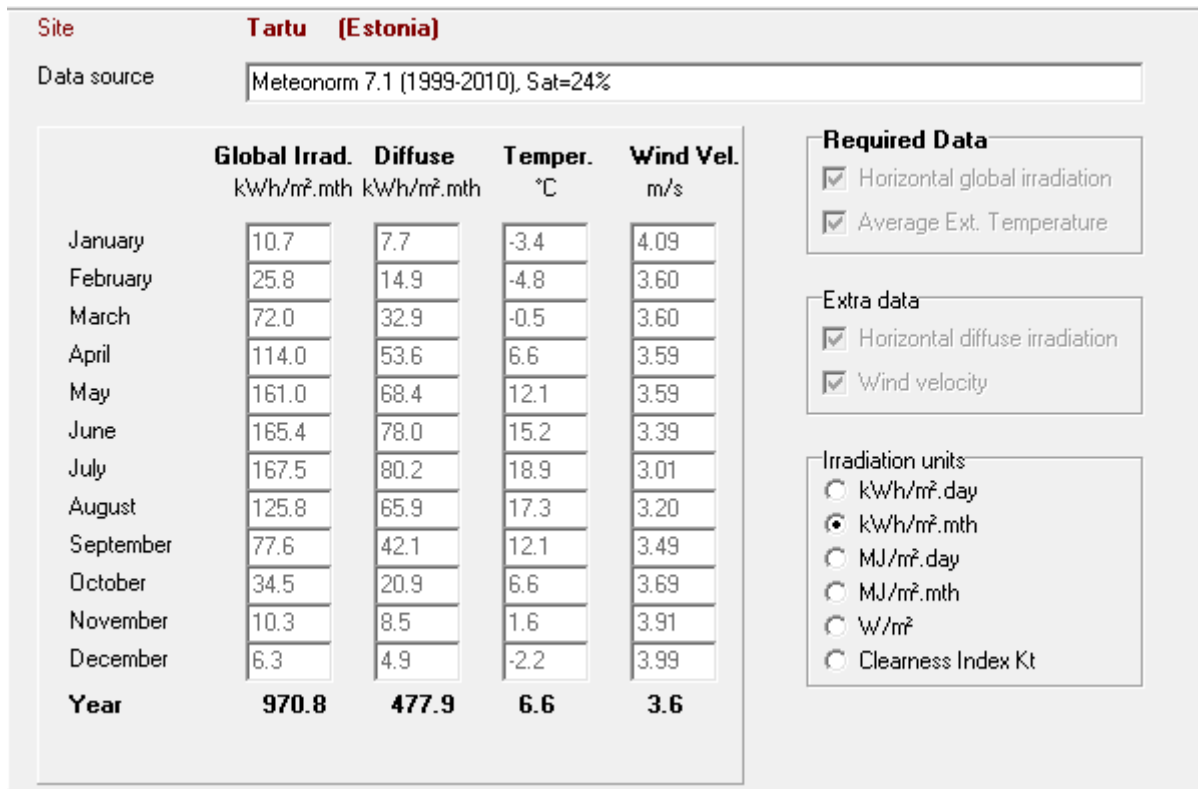 Site Tartu (Estonia)
Data source Meteonorm 7.1 (1999-2010), Sat=24%
Global Irrad. Diffuse Temper. Wind Vel.
kWh/m².mth kWh/m².mth °C m/s
January 10.7 7.7 -3.4 4.09
February 25.8 14.9 -4.8 3.60
March 72.0 32.9 -0.5 3.60
April 114.0 53.6 6.6 3.59
May 161.0 68.4 12.1 3.59
June 165.4 78.0 15.2 3.39
July 167.5 80.2 18.9 3.01
August 125.8 65.9 17.3 3.20
September 77.6 42.1 12.1 3.49
October 34.5 20.9 6.6 3.69
November 10.3 8.5 1.6 3.91
December 6.3 4.9 -2.2 3.99
Year 970.8 477.9 6.6 3.6
Required Data
Horizontal global irradiation
Average Ext. Temperature
Extra data
Horizontal diffuse irradiation
Wind velocity
Irradiation units
kWh/m².day
kWh/m².mth
MJ/m².day
MJ/m².mth
W/m²
Clearness Index Kt